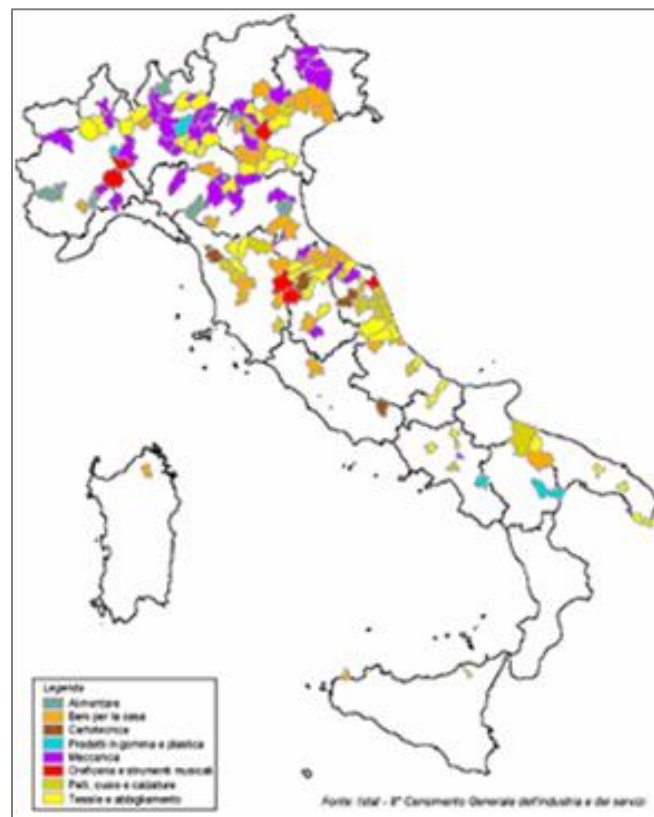 Legenda
Alimentare
Beni per la casa
Cartotecnica
Prodotti in gomma e plastica
Meccanica
Oreficeria e strumenti musicali
Pelli, cuoio e calzature
Tessile e abbigliamento
Fonte: Istat - 8° Censimento Generale dell'industria e dei servizi